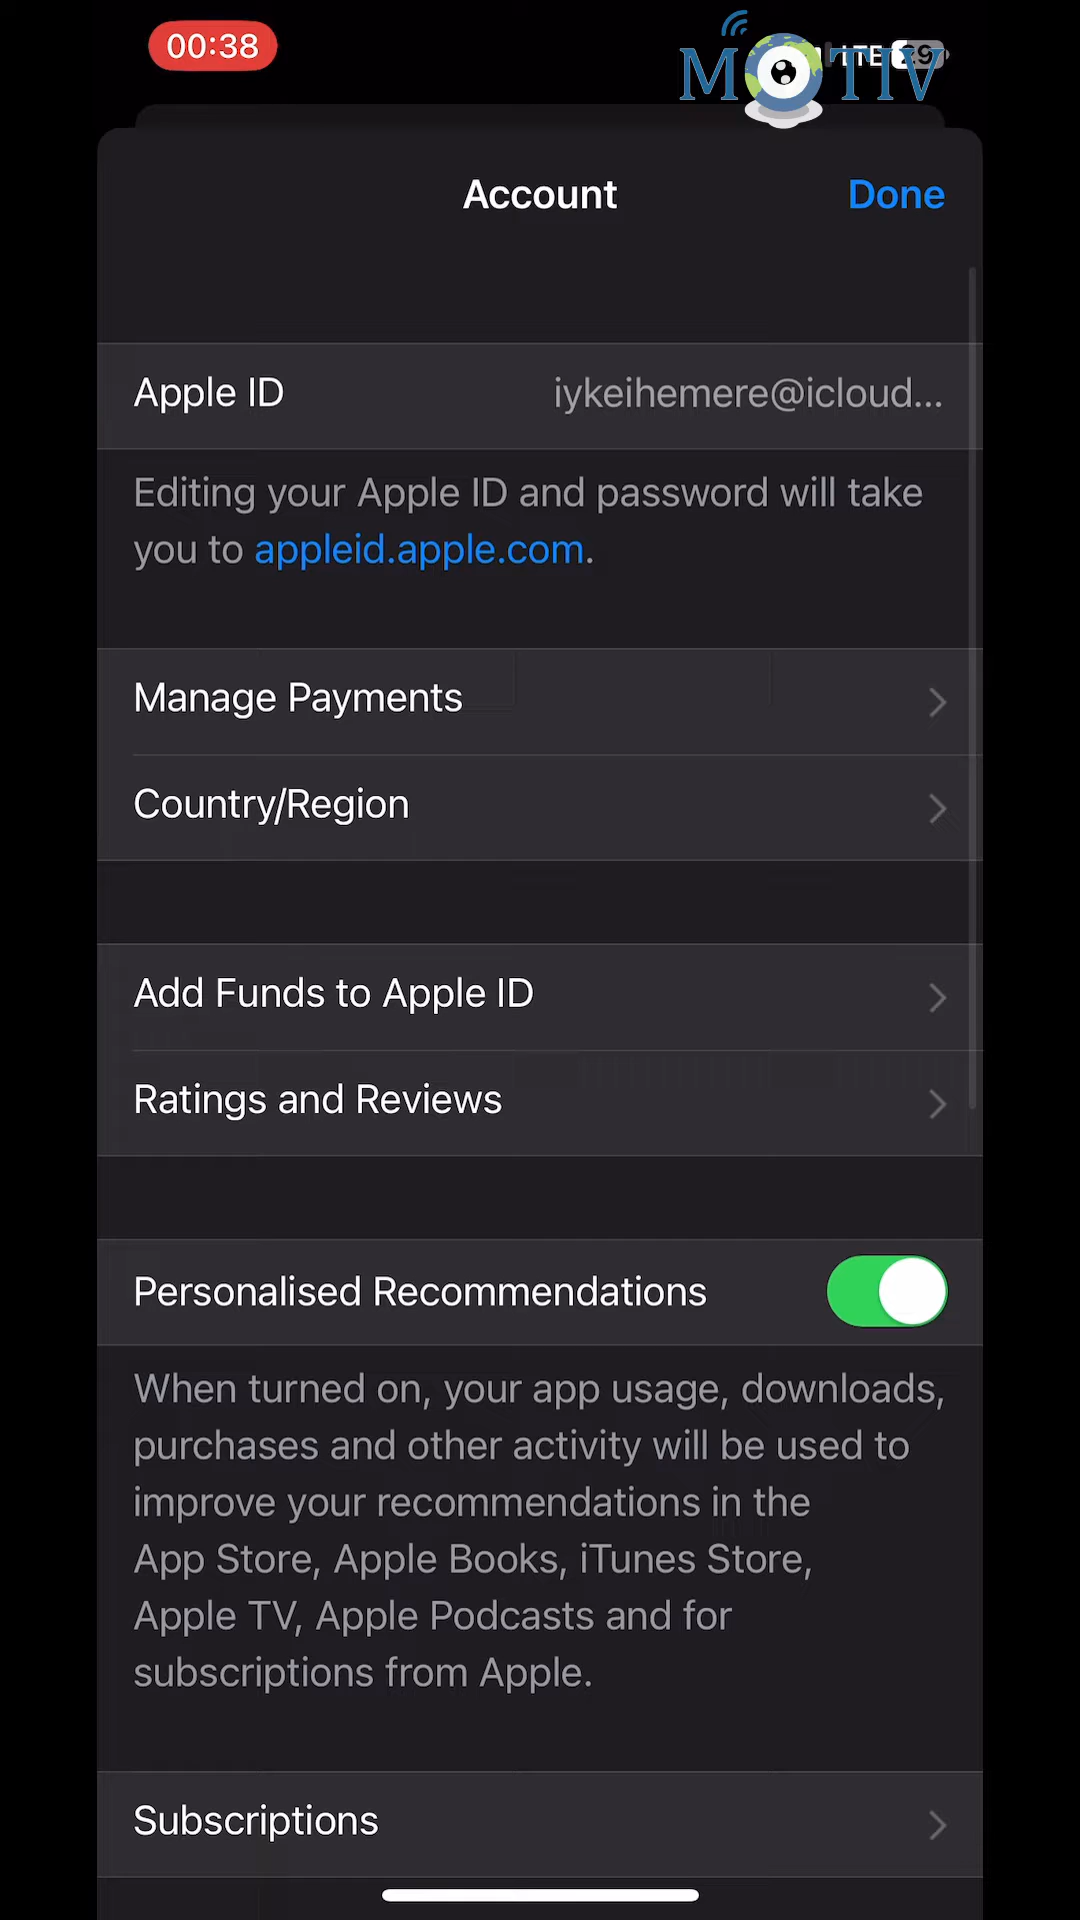 00:38
MOTIV
LTE 29
Account
Done
Apple ID
iykeihemere@icloud...
Editing your Apple ID and password will take
you to appleid.apple.com.
Manage Payments
Country/Region
Add Funds to Apple ID
Ratings and Reviews
Personalised Recommendations
When turned on, your app usage, downloads,
purchases and other activity will be used to
improve your recommendations in the
App Store, Apple Books, iTunes Store,
Apple TV, Apple Podcasts and for
subscriptions from Apple.
Subscriptions